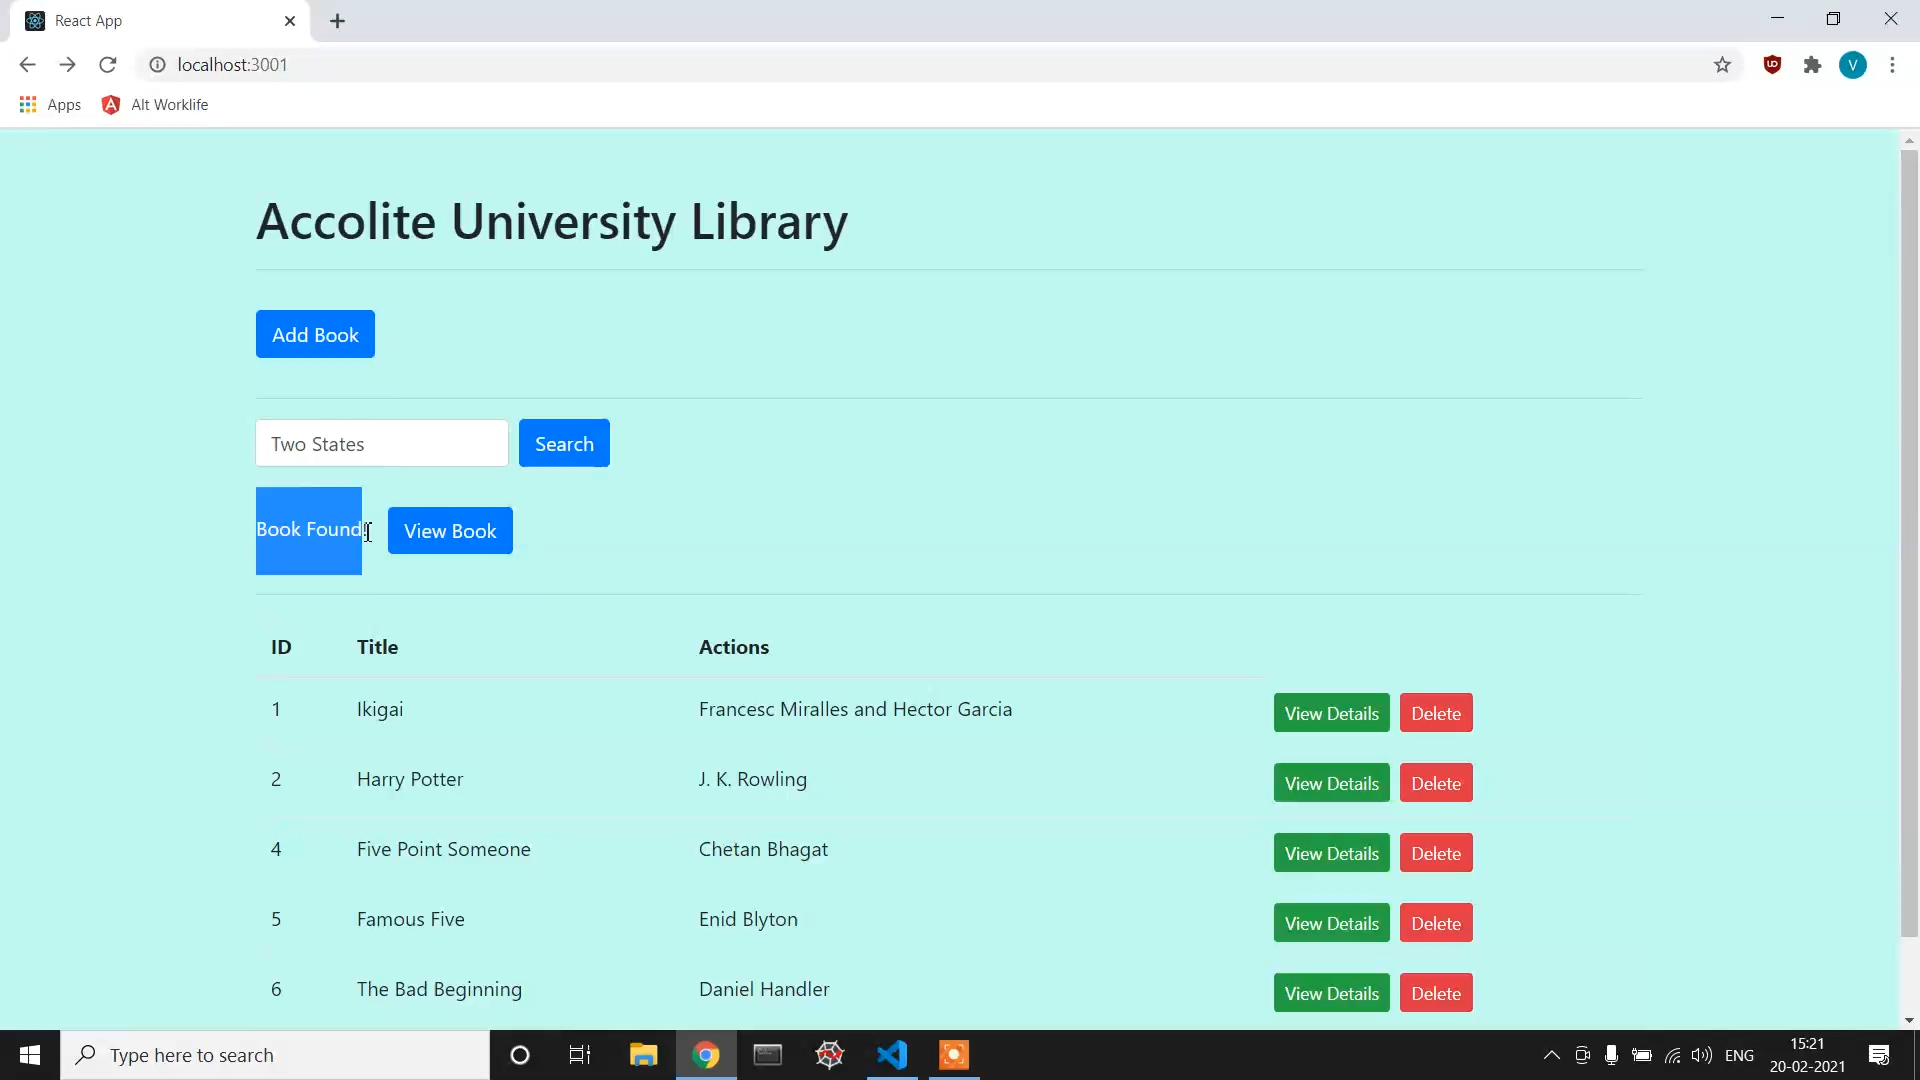 React App
localhost:3001
V
Apps
Alt Worklife
Accolite University Library
Add Book
Two States
Search
Book Found!
View Book
ID Title Actions
1 Ikigai Francesc Miralles and Hector Garcia View Details Delete
2 Harry Potter J. K. Rowling View Details Delete
4 Five Point Someone Chetan Bhagat View Details Delete
5 Famous Five Enid Blyton View Details Delete
6 The Bad Beginning Daniel Handler View Details Delete
Type here to search
ENG
15:21
20-02-2021